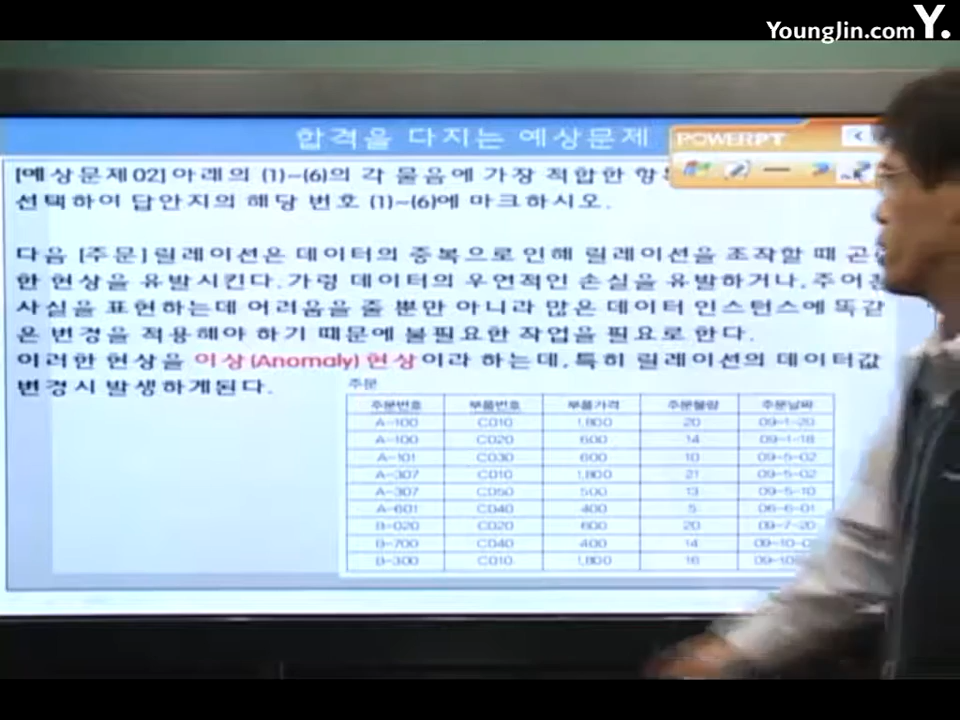 YoungJin.com Y.
합격을 다지는 예상문제
POWERPT
[예상문제02] 아래의 (1)~(6)의 각 물음에 가장 적합한 항
선택하여 답안지의 해당 번호 (1)~(6)에 마크하시오.
다음 [주문] 릴레이션은 데이터의 중복으로 인해 릴레이션을 조작할 때
한 현상을 유발시킨다. 가령 데이터의 우연적인 손실을 유발하거나, 주어진
사실을 표현하는데 어려움을 줄 뿐만 아니라 많은 데이터 인스턴스에 똑같
은 변경을 적용해야 하기 때문에 불필요한 작업을 필요로 한다.
이러한 현상을 이상(Anomaly) 현상이라 하는데, 특히 릴레이션의 데이터값
변경시 발생하게된다.
주문
주문번호 부품번호 부품가격 주문물량 주문날짜
A-100 C010 1,800 20 09-1-20
A-100 C020 600 14 09-1-18
A-101 C030 600 10 09-5-02
A-307 C010 1,800 21 09-5-02
A-307 C050 500 13 09-5-10
A-601 C040 400 5 06-6-01
B-020 C020 600 20 09-7-20
B-700 C040 400 14 09-10-0
B-300 C010 1,800 16 09-10